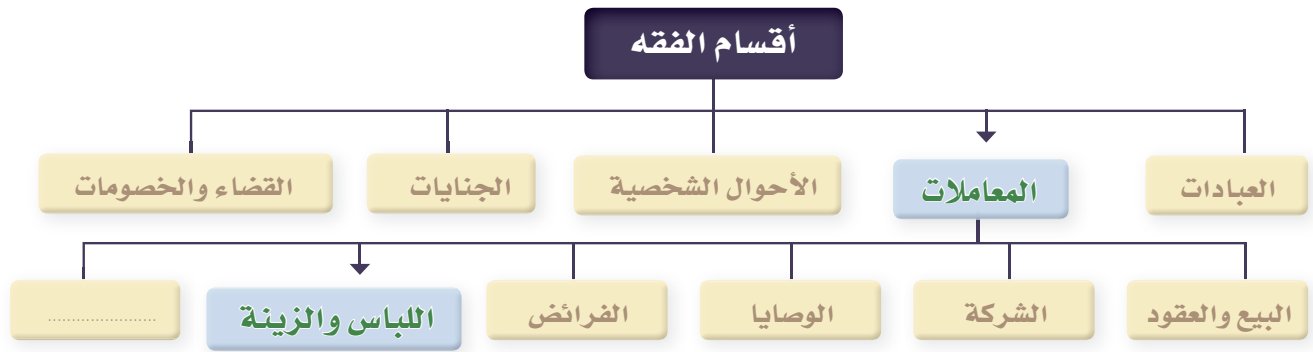 أقسام الفقه
العبادات
المعاملات
الأحوال الشخصية
الجنايات
القضاء والخصومات
البيع والعقود
الشركة
الوصايا
الفرائض
اللباس والزينة
......................